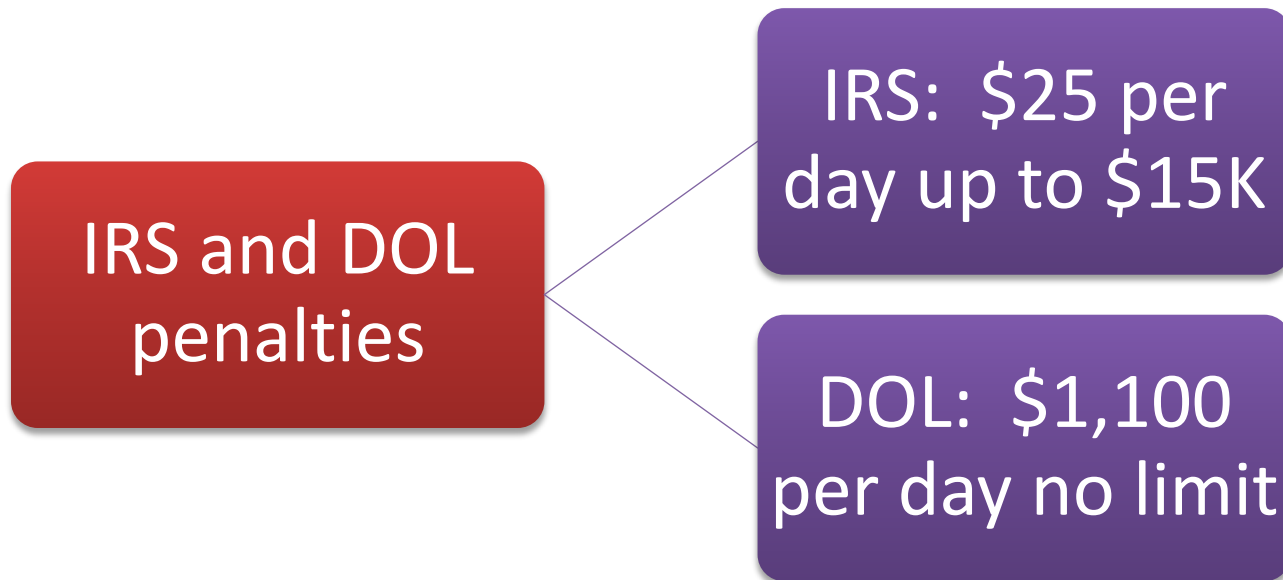 IRS and DOL
penalties
IRS:  $25 per
day up to $15K
DOL:  $1,100
per day no limit